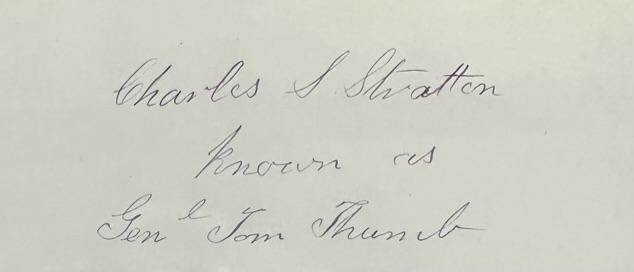 Charles S Stratton
known as
Genl Tom Thumb